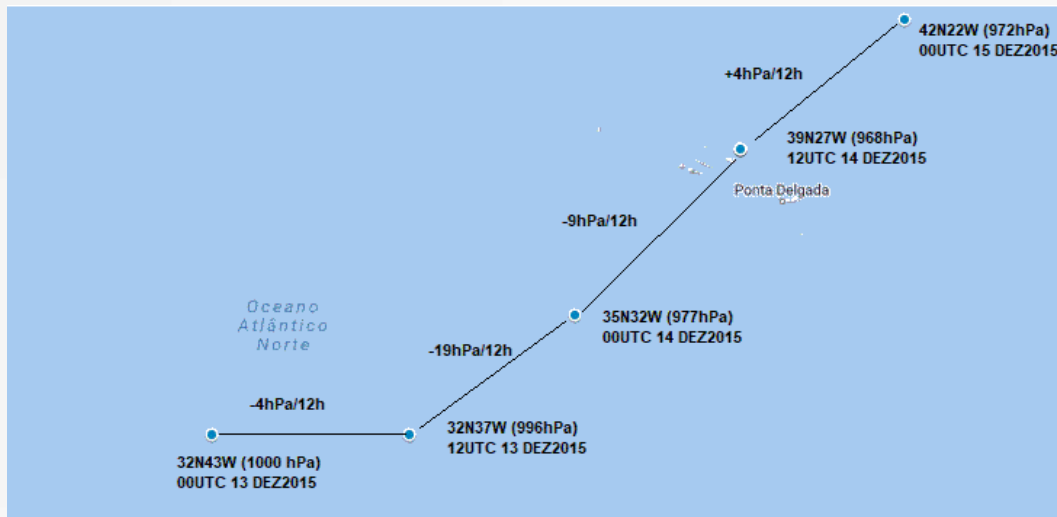 42N22W (972hPa)
00UTC 15 DEZ2015
+4hPa/12h
39N27W (968hPa)
12UTC 14 DEZ2015
Ponta Delgada
-9hPa/12h
Oceano
Atlântico
Norte
35N32W (977hPa)
00UTC 14 DEZ2015
-19hPa/12h
-4hPa/12h
32N37W (996hPa)
12UTC 13 DEZ2015
32N43W (1000 hPa)
00UTC 13 DEZ2015